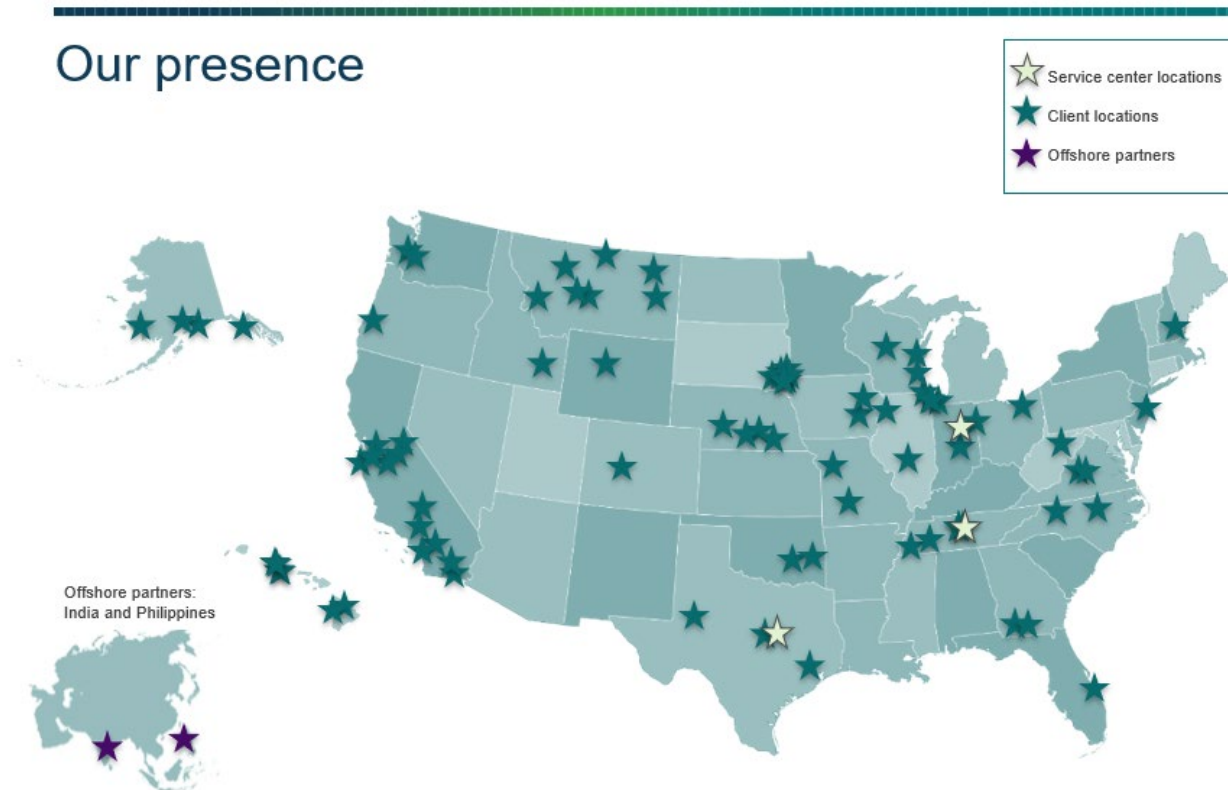 Our presence
Service center locations
Client locations
Offshore partners
Offshore partners:
India and Philippines